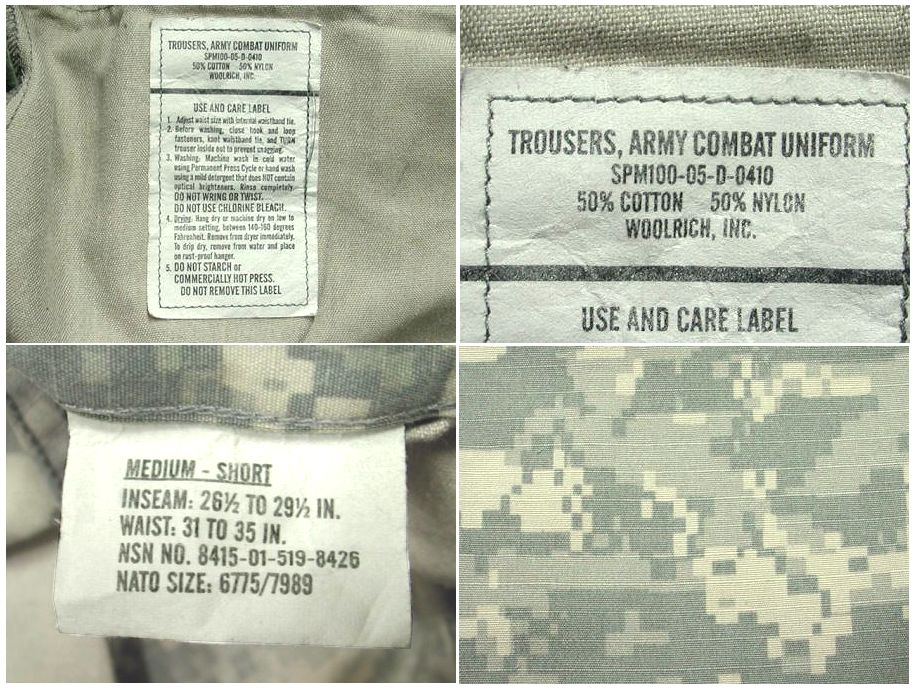 TROUSERS, ARMY COMBAT UNIFORM
SPM100-05-D-0410
50% COTTON 50% NYLON
WOOLRICH, INC.
USE AND CARE LABEL
1. Adjust waist size with internal waistband tie.
2. Before washing, close hook and loop
fasteners, knot waistband tie, and TURN
trouser inside out to prevent snagging.
3. Washing: Machine wash in cold water
using Permanent Press Cycle or hand wash
using a mild detergent that does NOT contain
optical brighteners. Rinse completely.
DO NOT WRING OR TWIST.
DO NOT USE CHLORINE BLEACH.
4. Drying: Hang dry or machine dry on low to
medium setting, between 140-160 degrees
Fahrenheit. Remove from dryer immediately.
To drip dry, remove from water and place
on rust-proof hanger.
5. DO NOT STARCH or
COMMERCIALLY HOT PRESS.
DO NOT REMOVE THIS LABEL
TROUSERS, ARMY COMBAT UNIFORM
SPM100-05-D-0410
50% COTTON 50% NYLON
WOOLRICH, INC.
USE AND CARE LABEL
MEDIUM - SHORT
INSEAM: 26½ TO 29½ IN.
WAIST: 31 TO 35 IN.
NSN NO. 8415-01-519-8426
NATO SIZE: 6775/7989